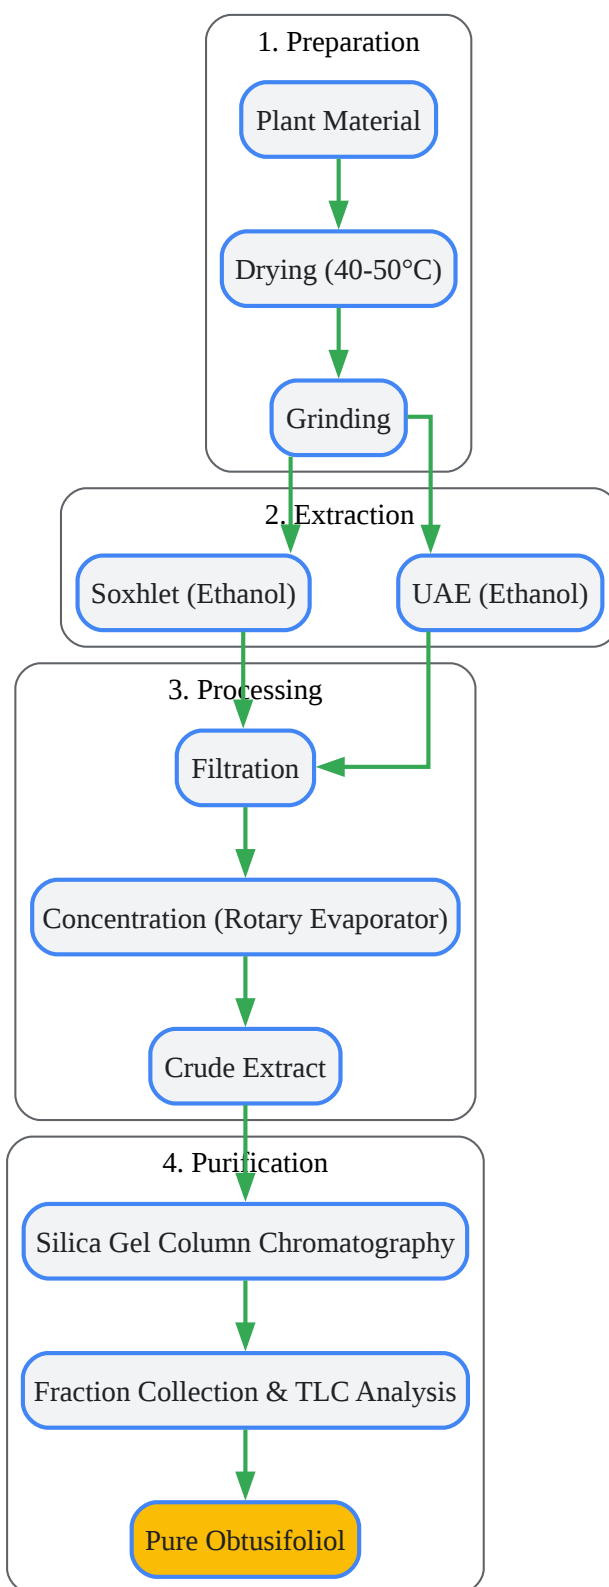 1. Preparation
Plant Material
Drying (40-50°C)
Grinding
2. Extraction
Soxhlet (Ethanol)
UAE (Ethanol)
3. Processing
Filtration
Concentration (Rotary Evaporator)
Crude Extract
4. Purification
Silica Gel Column Chromatography
Fraction Collection & TLC Analysis
Pure Obtusifoliol